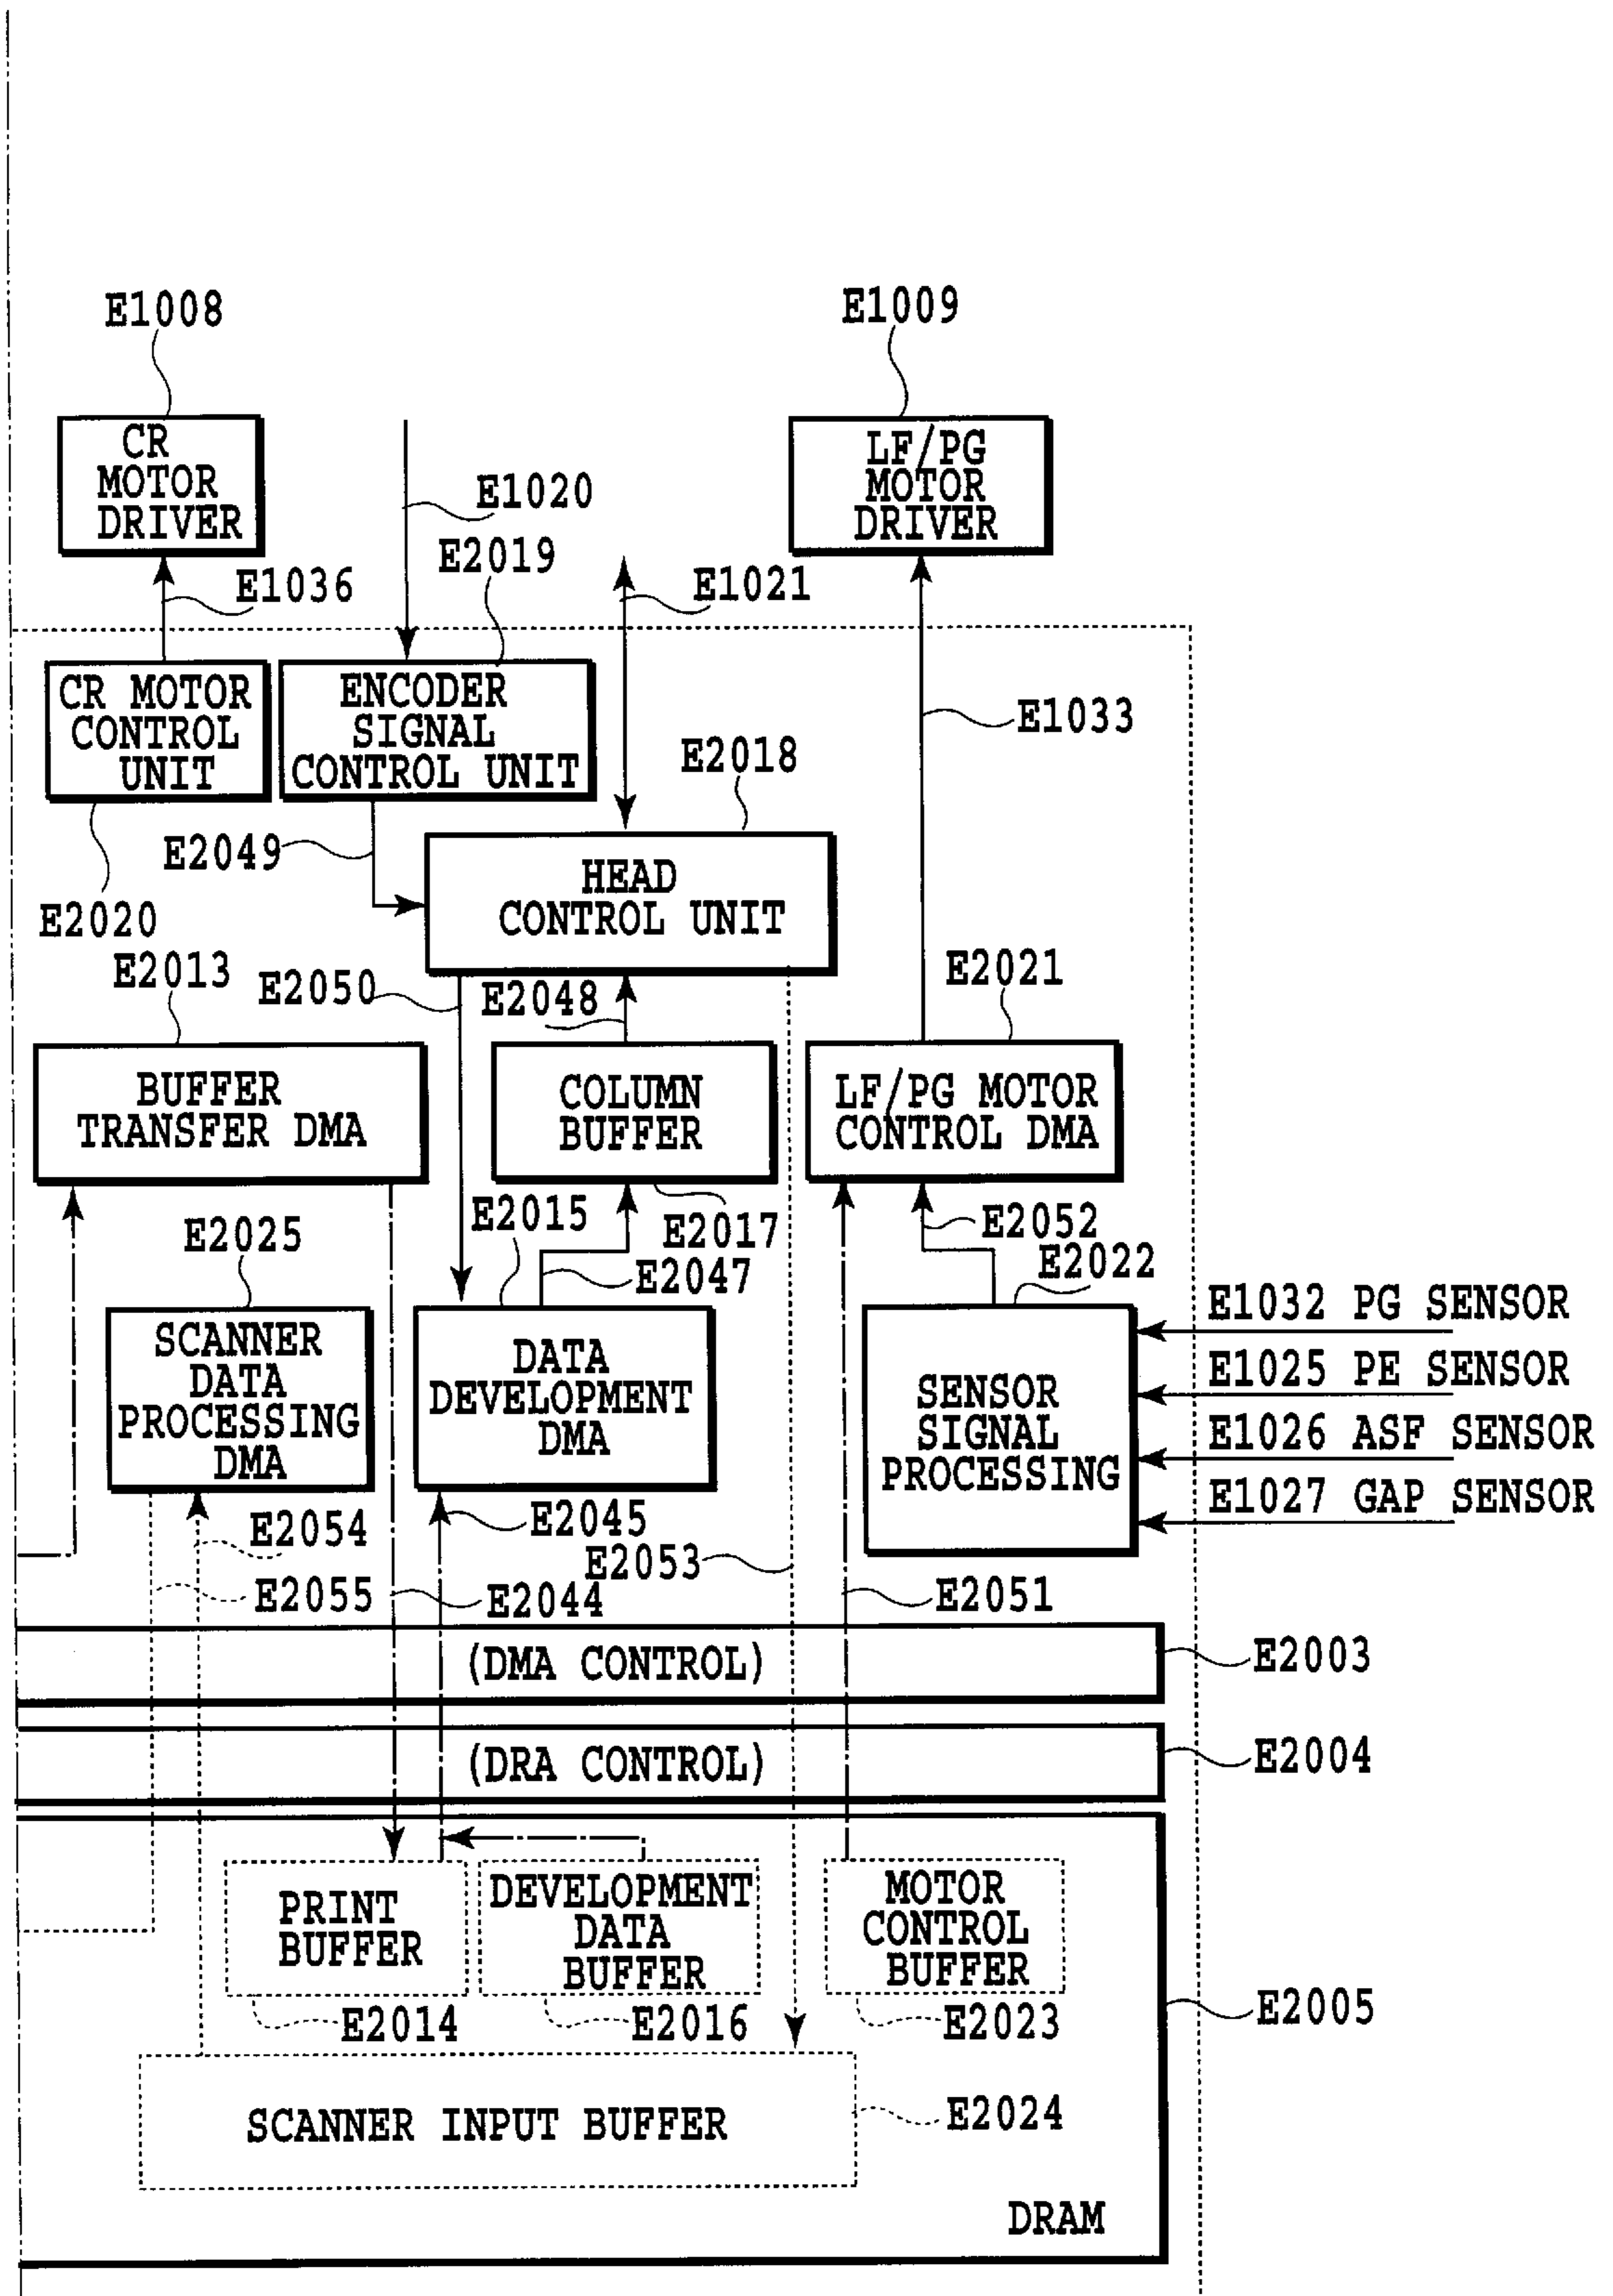 E1008
E1009
CR
MOTOR
DRIVER
LF/PG
MOTOR
DRIVER
E1020
E2019
E1036
E1021
CR MOTOR
CONTROL
UNIT
ENCODER
SIGNAL
CONTROL UNIT
E1033
E2018
E2049
HEAD
CONTROL UNIT
E2020
E2013
E2050
E2048
E2021
BUFFER
TRANSFER DMA
COLUMN
BUFFER
LF/PG MOTOR
CONTROL DMA
E2025
E2015
E2017
E2047
E2052
E2022
SCANNER
DATA
PROCESSING
DMA
DATA
DEVELOPMENT
DMA
SENSOR
SIGNAL
PROCESSING
E1032 PG SENSOR
E1025 PE SENSOR
E1026 ASF SENSOR
E1027 GAP SENSOR
E2054
E2045
E2053
E2055
E2044
E2051
(DMA CONTROL)
E2003
(DRA CONTROL)
E2004
PRINT
BUFFER
DEVELOPMENT
DATA
BUFFER
MOTOR
CONTROL
BUFFER
E2014
E2016
E2023
E2005
SCANNER INPUT BUFFER
E2024
DRAM